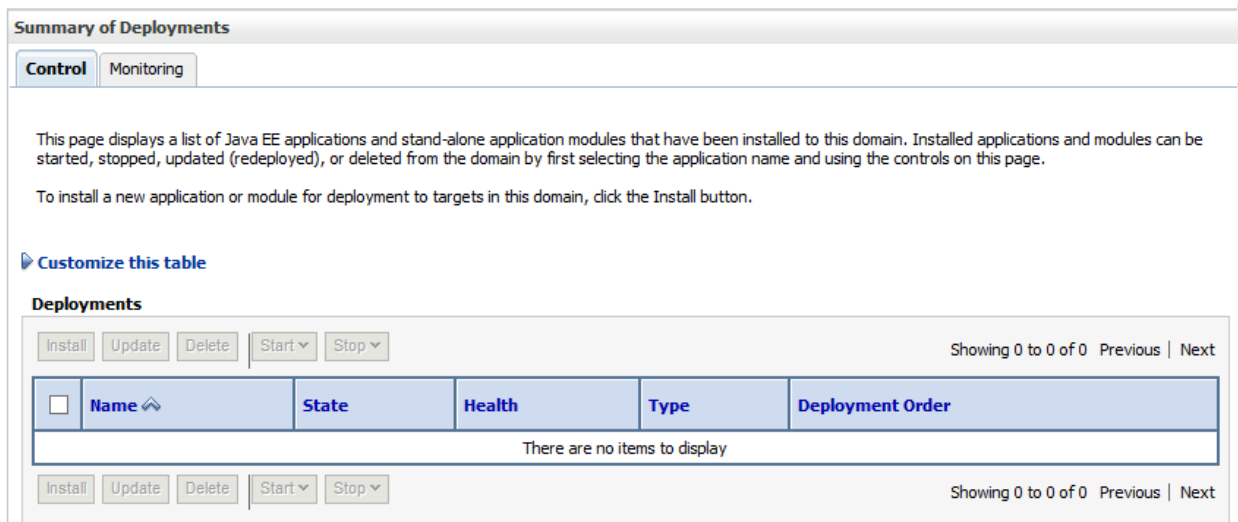 Summary of Deployments
Control Monitoring
This page displays a list of Java EE applications and stand-alone application modules that have been installed to this domain. Installed applications and modules can be
started, stopped, updated (redeployed), or deleted from the domain by first selecting the application name and using the controls on this page.
To install a new application or module for deployment to targets in this domain, click the Install button.
Customize this table
Deployments
Install Update Delete Start Stop Showing 0 to 0 of 0 Previous | Next
Name State Health Type Deployment Order
There are no items to display
Install Update Delete Start Stop Showing 0 to 0 of 0 Previous | Next